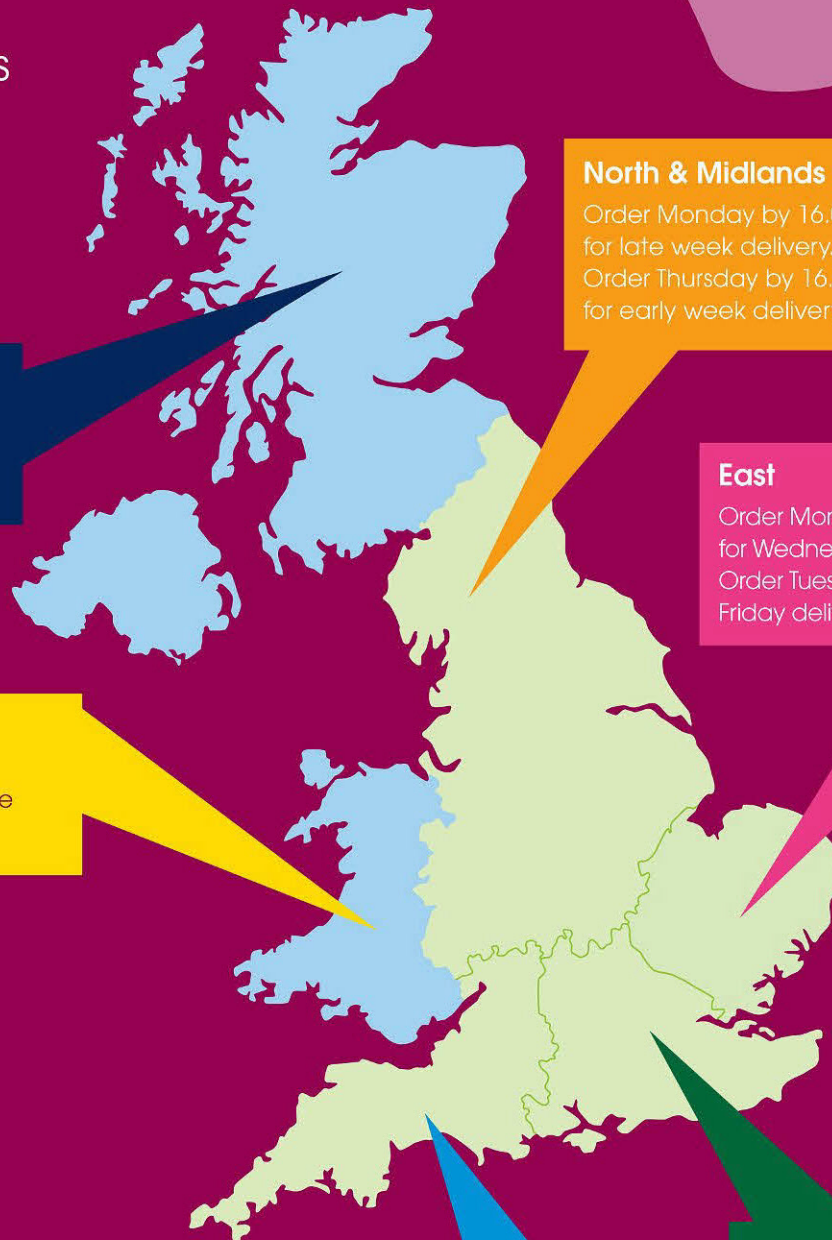 S
North & Midlands
Order Monday by 16.
for late week delivery.
Order Thursday by 16.
for early week deliver
East
Order Mon
for Wedne
Order Tues
Friday deli
e